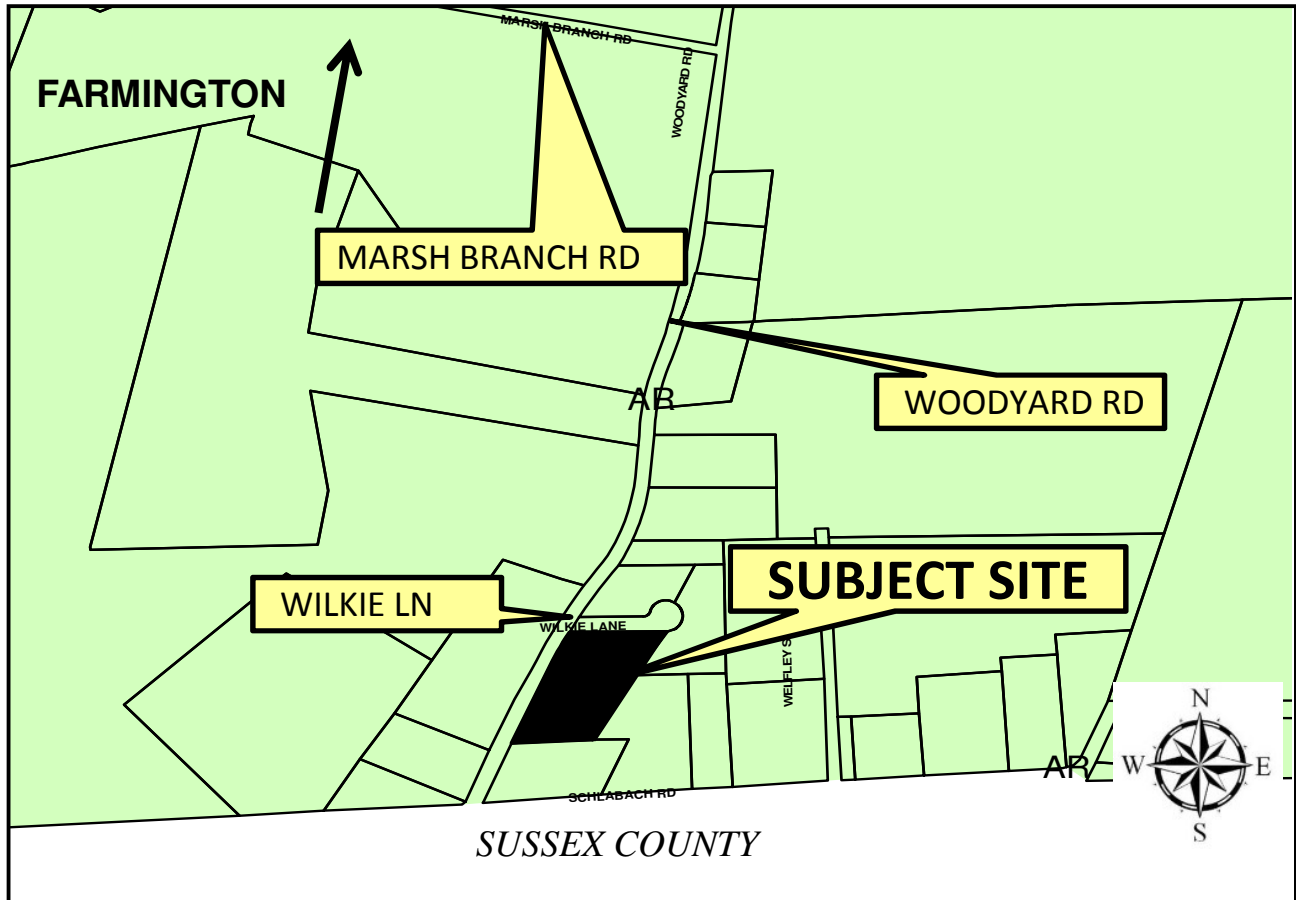 MARSH BRANCH RD
FARMINGTON
WOODYARD RD
MARSH BRANCH RD
WOODYARD RD
AR
SUBJECT SITE
WILKIE LN
WILKIE LANE
AR
N
W E
S
SCHLABACH RD
SUSSEX COUNTY